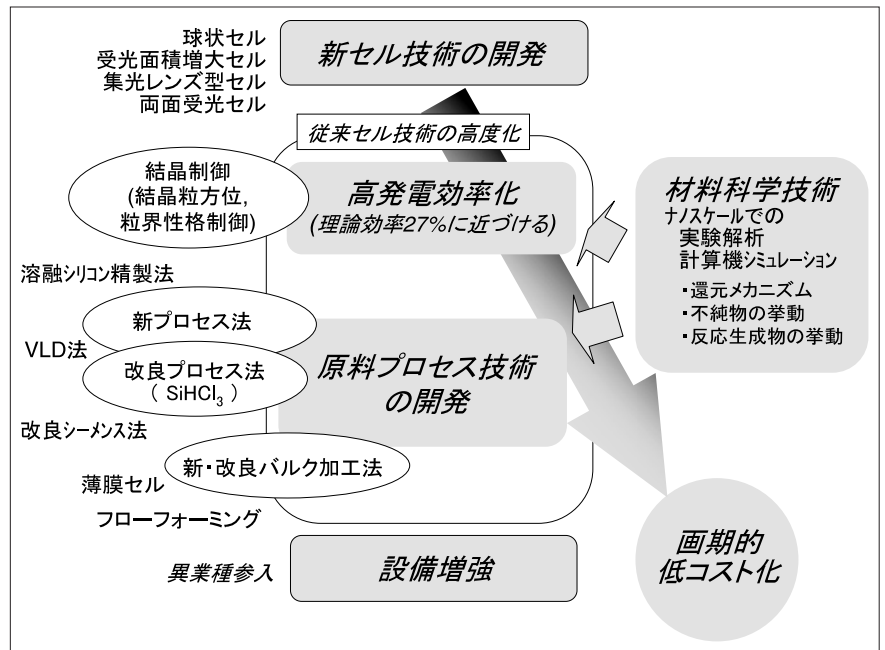 球状セル
受光面積増大セル
集光レンズ型セル
両面受光セル
新セル技術の開発
従来セル技術の高度化
結晶制御
(結晶粒方位,
粒界性格制御)
高発電効率化
(理論効率27%に近づける)
材料科学技術
ナノスケールでの
実験解析
計算機シミュレーション
・還元メカニズム
・不純物の挙動
・反応生成物の挙動
溶融シリコン精製法
新プロセス法
VLD法
改良プロセス法
( SiHCl3 )
原料プロセス技術
の開発
改良シーメンス法
新・改良バルク加工法
薄膜セル
フローフォーミング
異業種参入
設備増強
画期的
低コスト化